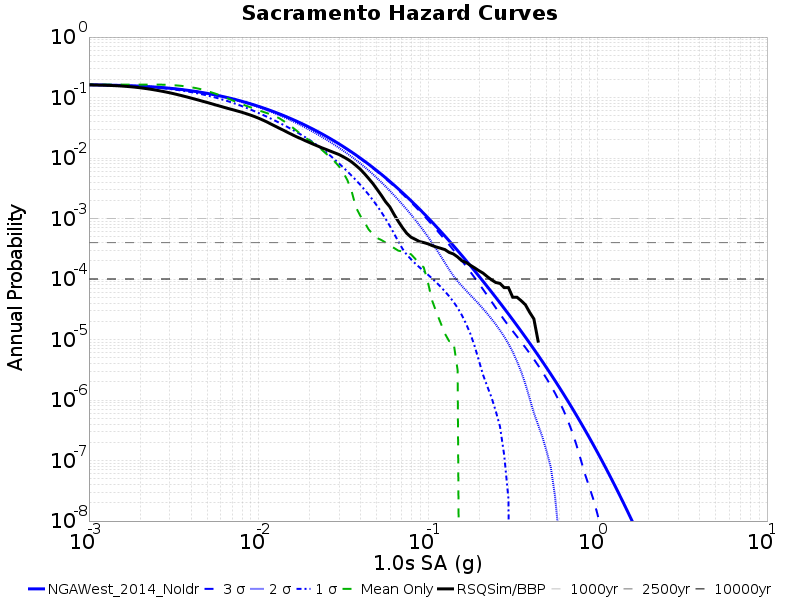 Sacramento Hazard Curves
Annual Probability
10^0
10^-1
10^-2
10^-3
10^-4
10^-5
10^-6
10^-7
10^-8
10^-3 10^-2 10^-1 10^0 10^1
1.0s SA (g)
NGAWest_2014_NoIdr 3 σ 2 σ 1 σ Mean Only RSQSim/BBP 1000yr 2500yr 10000yr